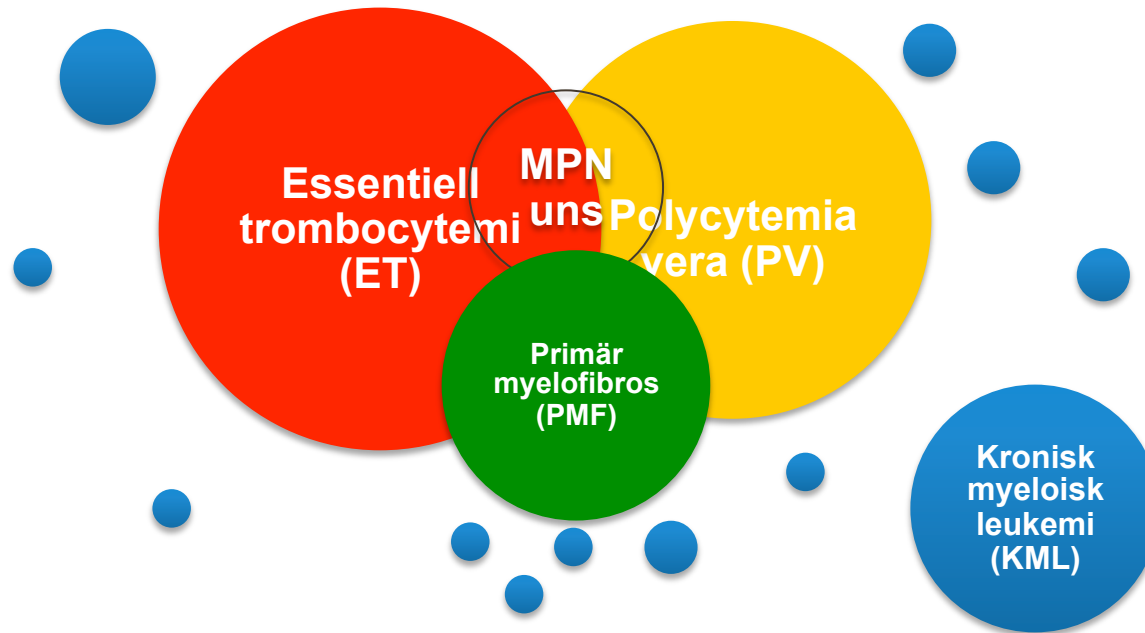 Essentiell
trombocytemi
(ET)
MPN
uns
Polycytemia
vera (PV)
Primär
myelofibros
(PMF)
Kronisk
myeloisk
leukemi
(KML)